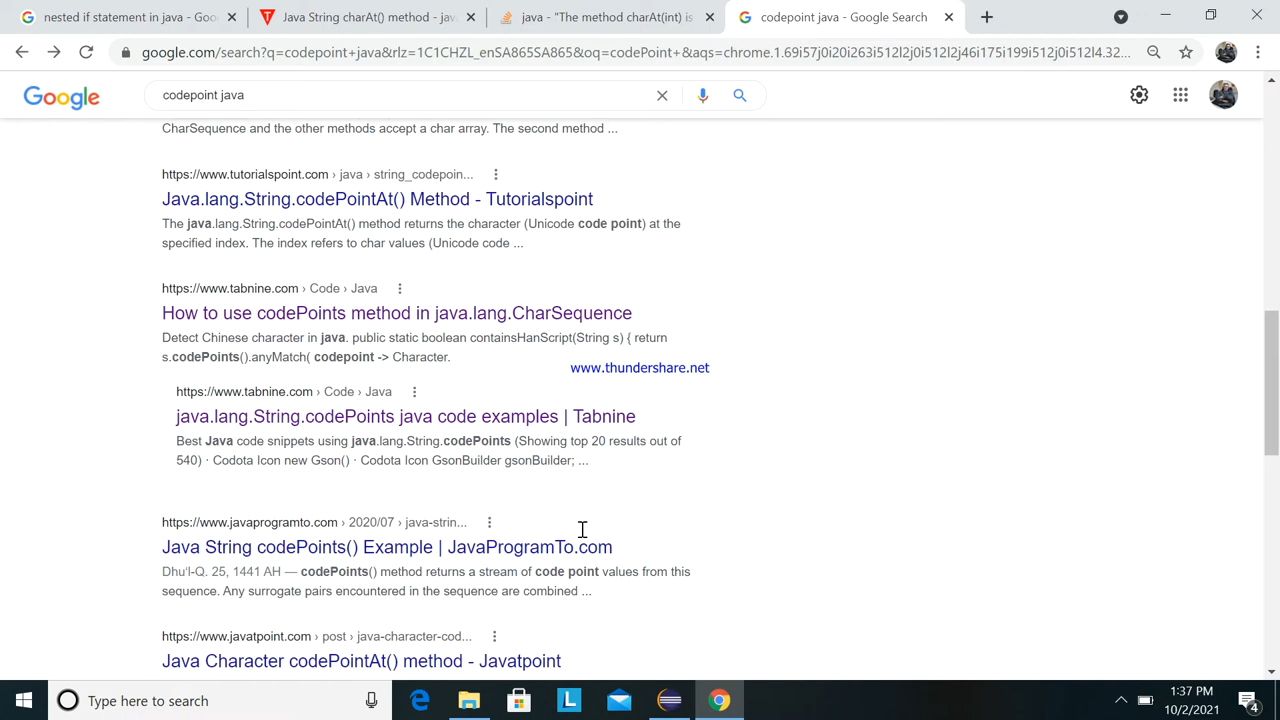 nested if statement in java - Goo
Java String charAt() method - jav
java - "The method charAt(int) is
codepoint java - Google Search
google.com/search?q=codepoint+java&rlz=1C1CHZL_enSA865SA865&oq=codePoint+&aqs=chrome.1.69i57j0i20i263i512l2j0i512l2j46i175i199i512j0i512l4.32...
Google
codepoint java
CharSequence and the other methods accept a char array. The second method ...
https://www.tutorialspoint.com › java › string_codepoin...
Java.lang.String.codePointAt() Method - Tutorialspoint
The java.lang.String.codePointAt() method returns the character (Unicode code point) at the
specified index. The index refers to char values (Unicode code ...
https://www.tabnine.com › Code › Java
How to use codePoints method in java.lang.CharSequence
Detect Chinese character in java. public static boolean containsHanScript(String s) { return
s.codePoints().anyMatch( codepoint -> Character.
www.thundershare.net
https://www.tabnine.com › Code › Java
java.lang.String.codePoints java code examples | Tabnine
Best Java code snippets using java.lang.String.codePoints (Showing top 20 results out of
540) · Codota Icon new Gson() · Codota Icon GsonBuilder gsonBuilder; ...
https://www.javaprogramto.com › 2020/07 › java-strin...
Java String codePoints() Example | JavaProgramTo.com
Dhuʻl-Q. 25, 1441 AH — codePoints() method returns a stream of code point values from this
sequence. Any surrogate pairs encountered in the sequence are combined ...
https://www.javatpoint.com › post › java-character-cod...
Java Character codePointAt() method - Javatpoint
Type here to search
1:37 PM
10/2/2021
4